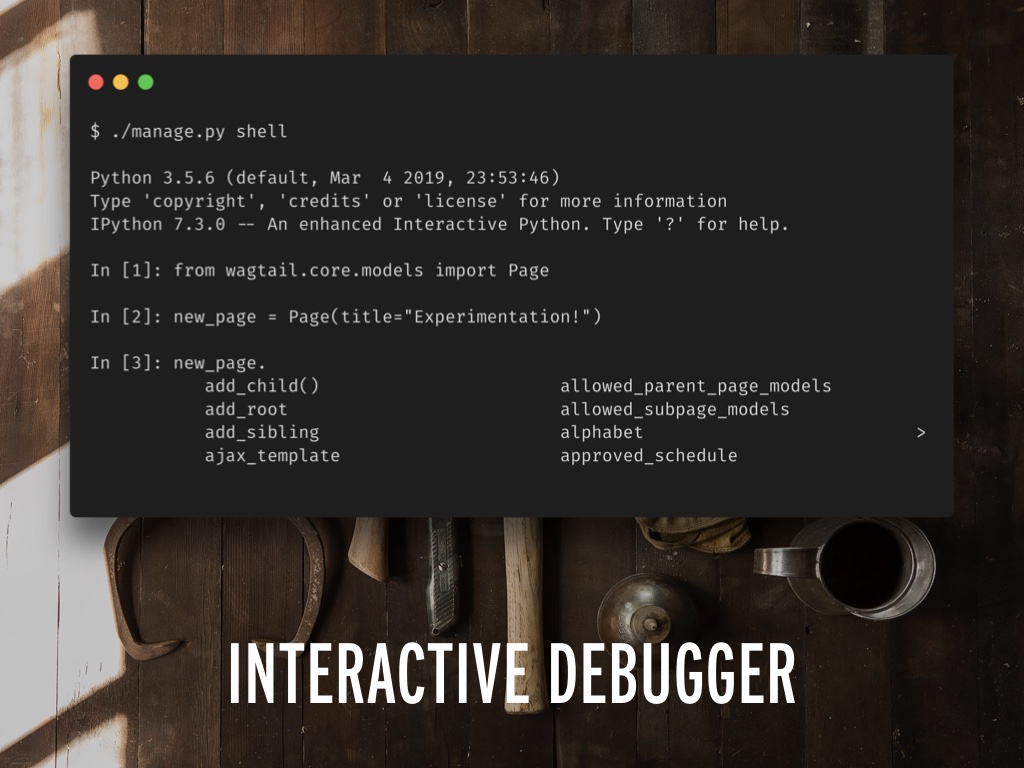 $ ./manage.py shell
Python 3.5.6 (default, Mar  4 2019, 23:53:46)
Type 'copyright', 'credits' or 'license' for more information
IPython 7.3.0 -- An enhanced Interactive Python. Type '?' for help.
In [1]: from wagtail.core.models import Page
In [2]: new_page = Page(title="Experimentation!")
In [3]: new_page.
add_child() allowed_parent_page_models
add_root allowed_subpage_models
add_sibling alphabet >
ajax_template approved_schedule
INTERACTIVE DEBUGGER